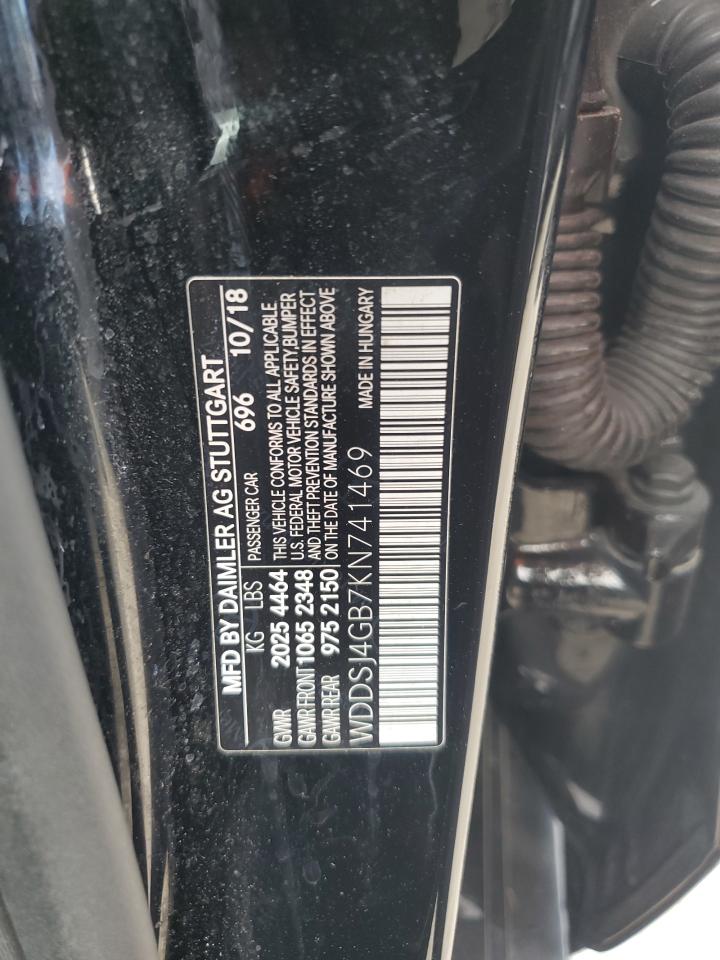 MFD BY DAIMLER AG STUTTGART
KG LBS PASSENGER CAR 696 10/18
GVWR 2025 4464 THIS VEHICLE CONFORMS TO ALL APPLICABLE
GAWR FRONT 1065 2348 U.S. FEDERAL MOTOR VEHICLE SAFETY,BUMPER
GAWR REAR 975 2150 AND THEFT PREVENTION STANDARDS IN EFFECT
ON THE DATE OF MANUFACTURE SHOWN ABOVE
WDDSJ4GB7KN741469 MADE IN HUNGARY